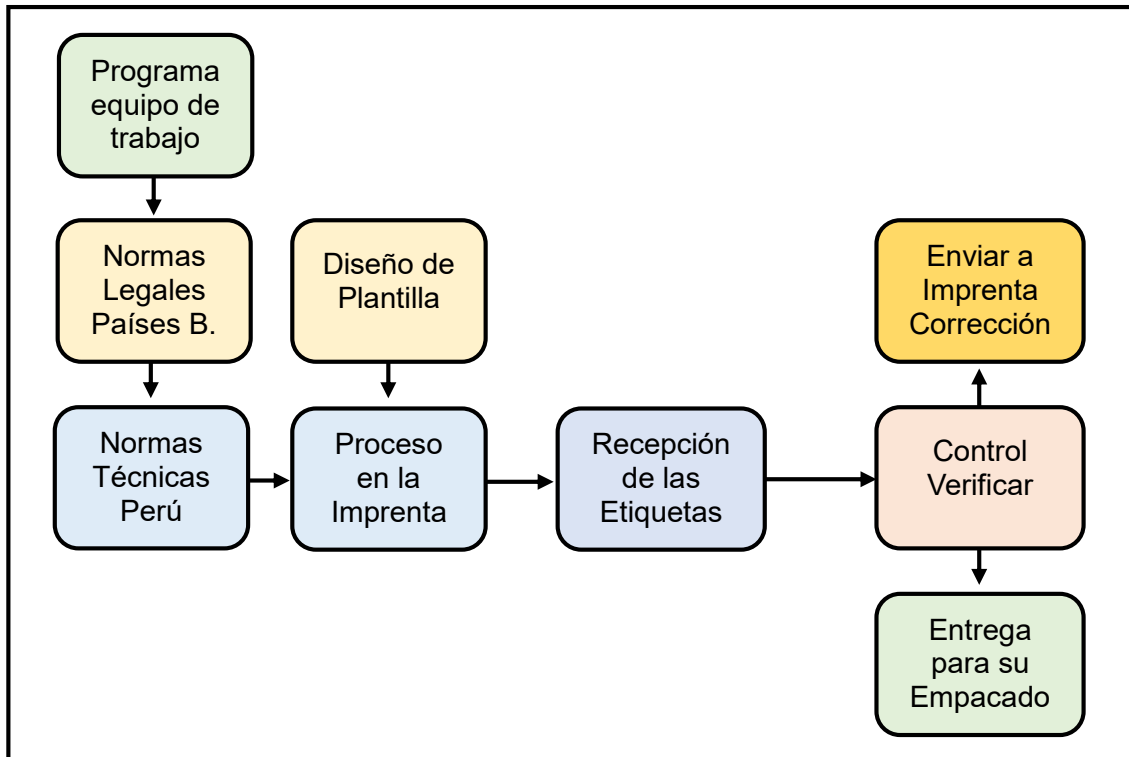 Programa
equipo de
trabajo
Normas
Legales
Países B.
Diseño de
Plantilla
Enviar a
Imprenta
Corrección
Normas
Técnicas
Perú
Proceso
en la
Imprenta
Recepción
de las
Etiquetas
Control
Verificar
Entrega
para su
Empacado